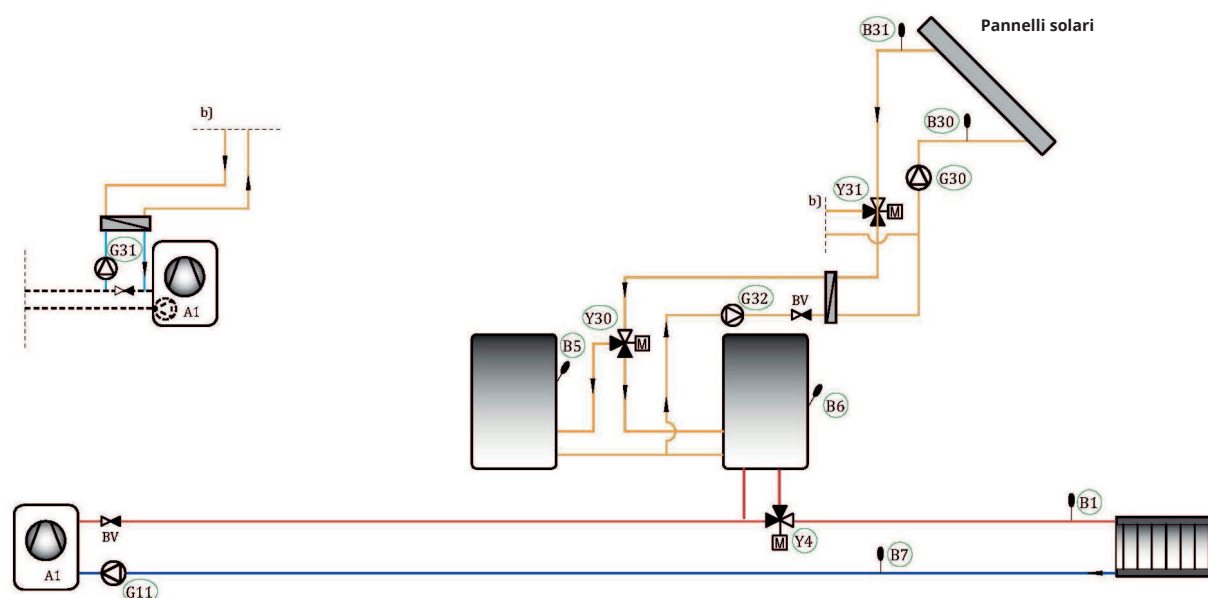 Pannelli solari
B31
B30
b)
G30
Y31
M
b)
G31
A1
G32
BV
Y30
M
B5
B6
B1
BV
Y4
M
B7
A1
G11